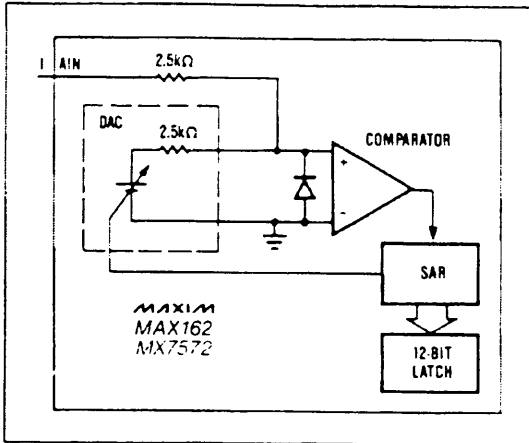 1 AIN
2.5kΩ
DAC
2.5kΩ
COMPARATOR
+
-
SAR
MAXIM
MAX162
MX7572
12-BIT
LATCH